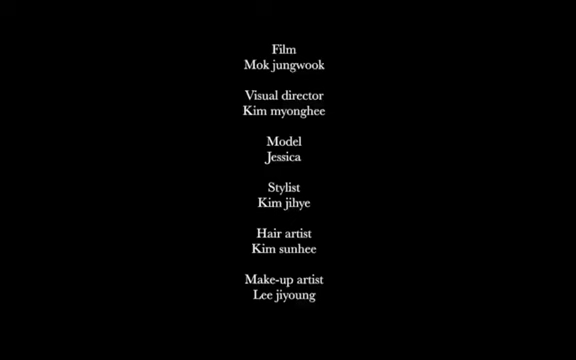 Film
Mok jungwook
Visual director
Kim myonghee
Model
Jessica
Stylist
Kim jihye
Hair artist
Kim sunhee
Make-up artist
Lee jiyoung